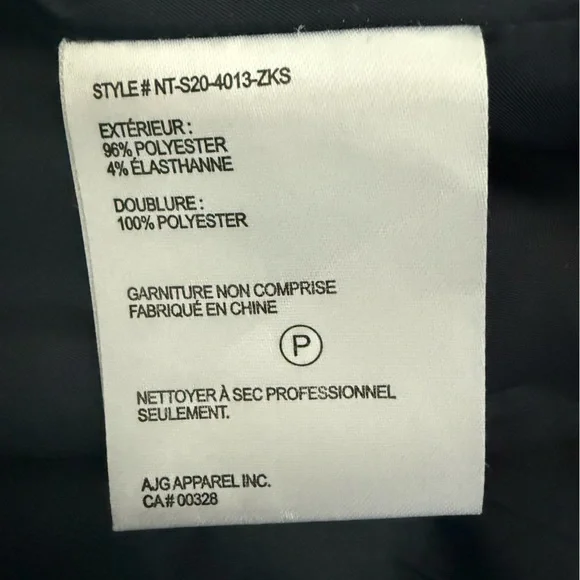 STYLE # NT-S20-4013-ZKS
EXTÉRIEUR :
96% POLYESTER
4% ÉLASTHANNE
DOUBLURE :
100% POLYESTER
GARNITURE NON COMPRISE
FABRIQUÉ EN CHINE
P
NETTOYER À SEC PROFESSIONNEL
SEULEMENT.
AJG APPAREL INC.
CA# 00328